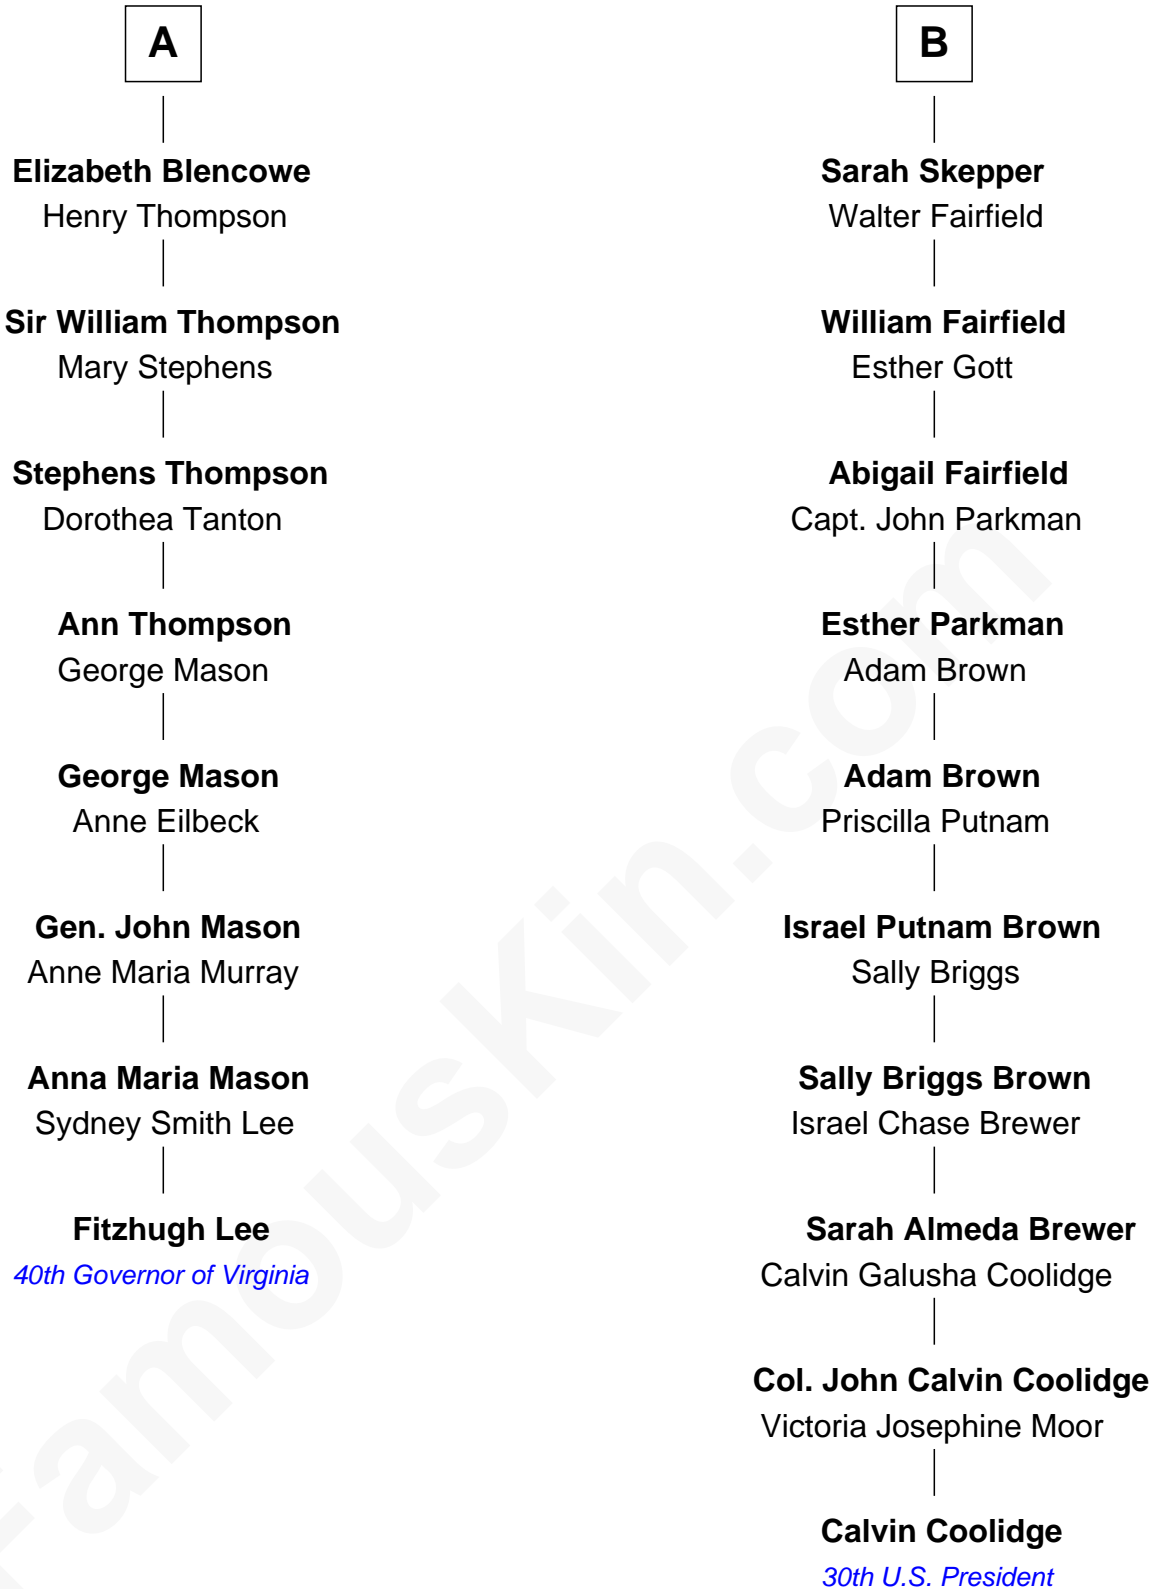 A
Elizabeth Blencowe
Henry Thompson
Sir William Thompson
Mary Stephens
Stephens Thompson
Dorothea Tanton
Ann Thompson
George Mason
George Mason
Anne Eilbeck
Gen. John Mason
Anne Maria Murray
Anna Maria Mason
Sydney Smith Lee
Fitzhugh Lee
40th Governor of Virginia
B
Sarah Skepper
Walter Fairfield
William Fairfield
Esther Gott
Abigail Fairfield
Capt. John Parkman
Esther Parkman
Adam Brown
Adam Brown
Priscilla Putnam
Israel Putnam Brown
Sally Briggs
Sally Briggs Brown
Israel Chase Brewer
Sarah Almeda Brewer
Calvin Galusha Coolidge
Col. John Calvin Coolidge
Victoria Josephine Moor
Calvin Coolidge
30th U.S. President
FamousKin.com